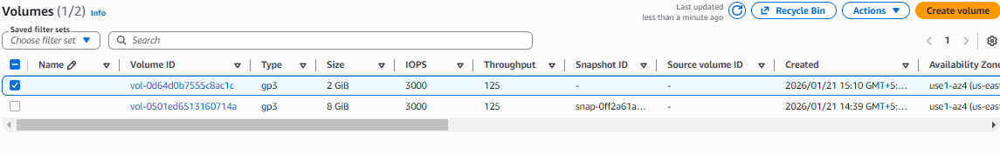 Volumes (1/2) Info
Last updated
less than a minute ago
Recycle Bin
Actions
Create volume
Saved filter sets
Choose filter set
Search
1
Name Volume ID Type Size IOPS Throughput Snapshot ID Source volume ID Created Availability Zone
vol-0d64d0b7555c8ac1c gp3 2 GiB 3000 125 - - 2026/01/21 15:10 GMT+5:... use1-az4 (us-east
vol-0501ed6513160714a gp3 8 GiB 3000 125 snap-0ff2a61a... - 2026/01/21 14:39 GMT+5:... use1-az4 (us-east